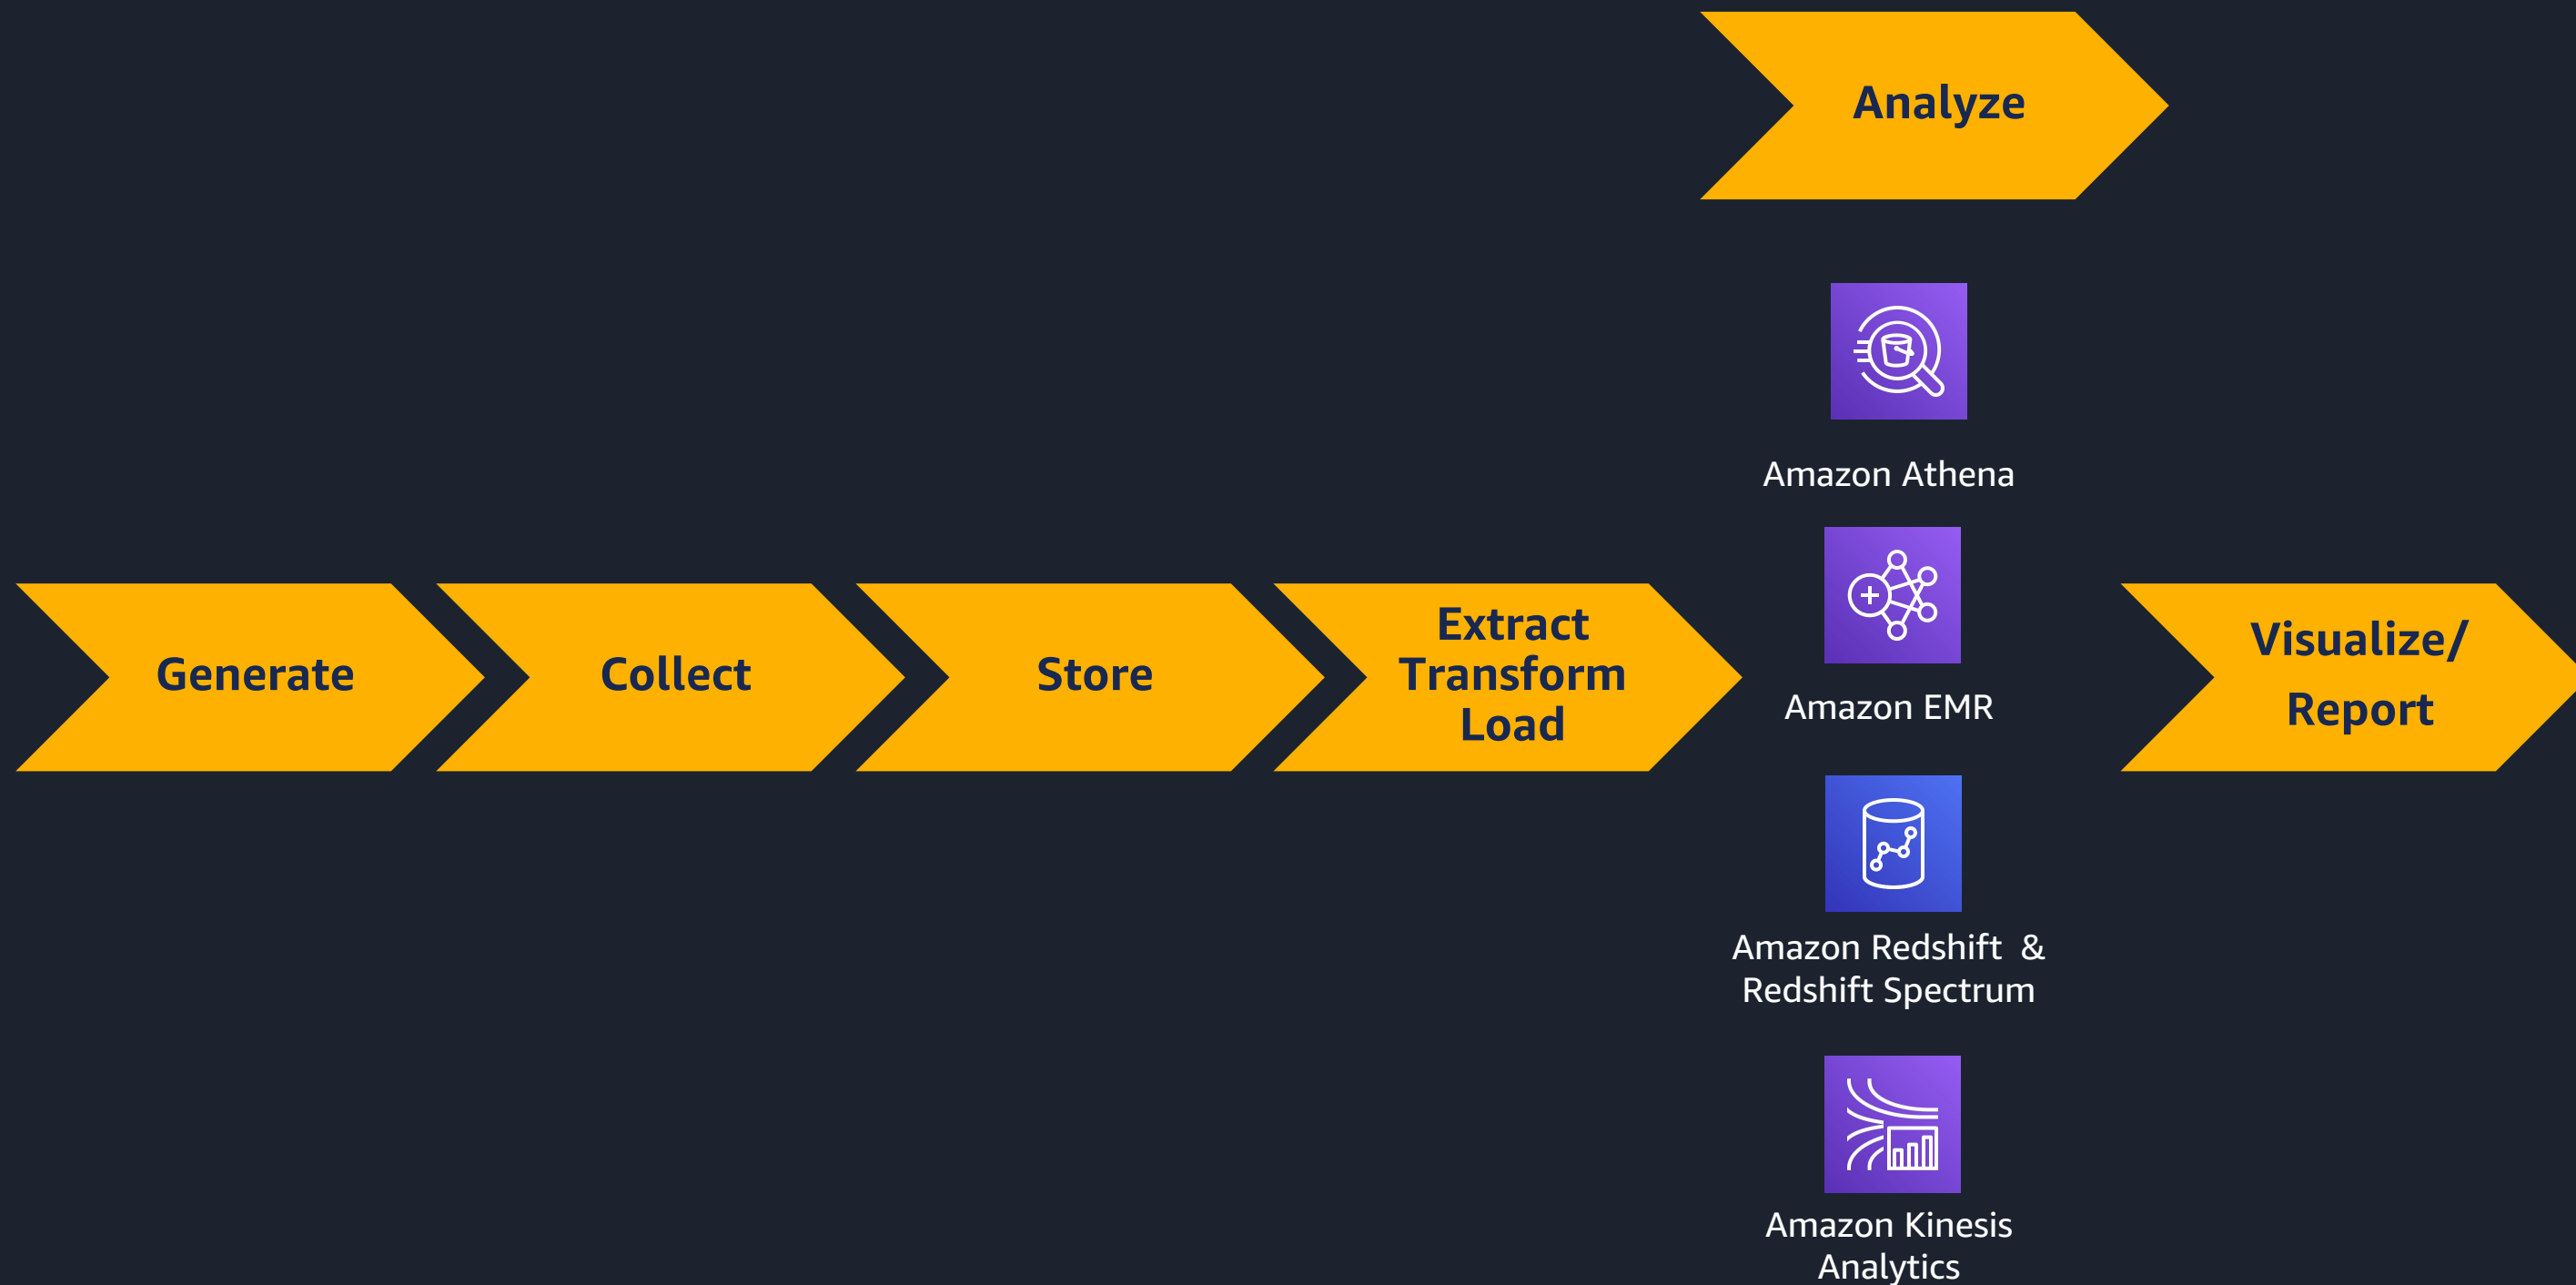 Analyze
Amazon Athena
Amazon EMR
Generate
Collect
Store
Extract
Transform
Load
Visualize/
Report
Amazon Redshift &
Redshift Spectrum
Amazon Kinesis
Analytics